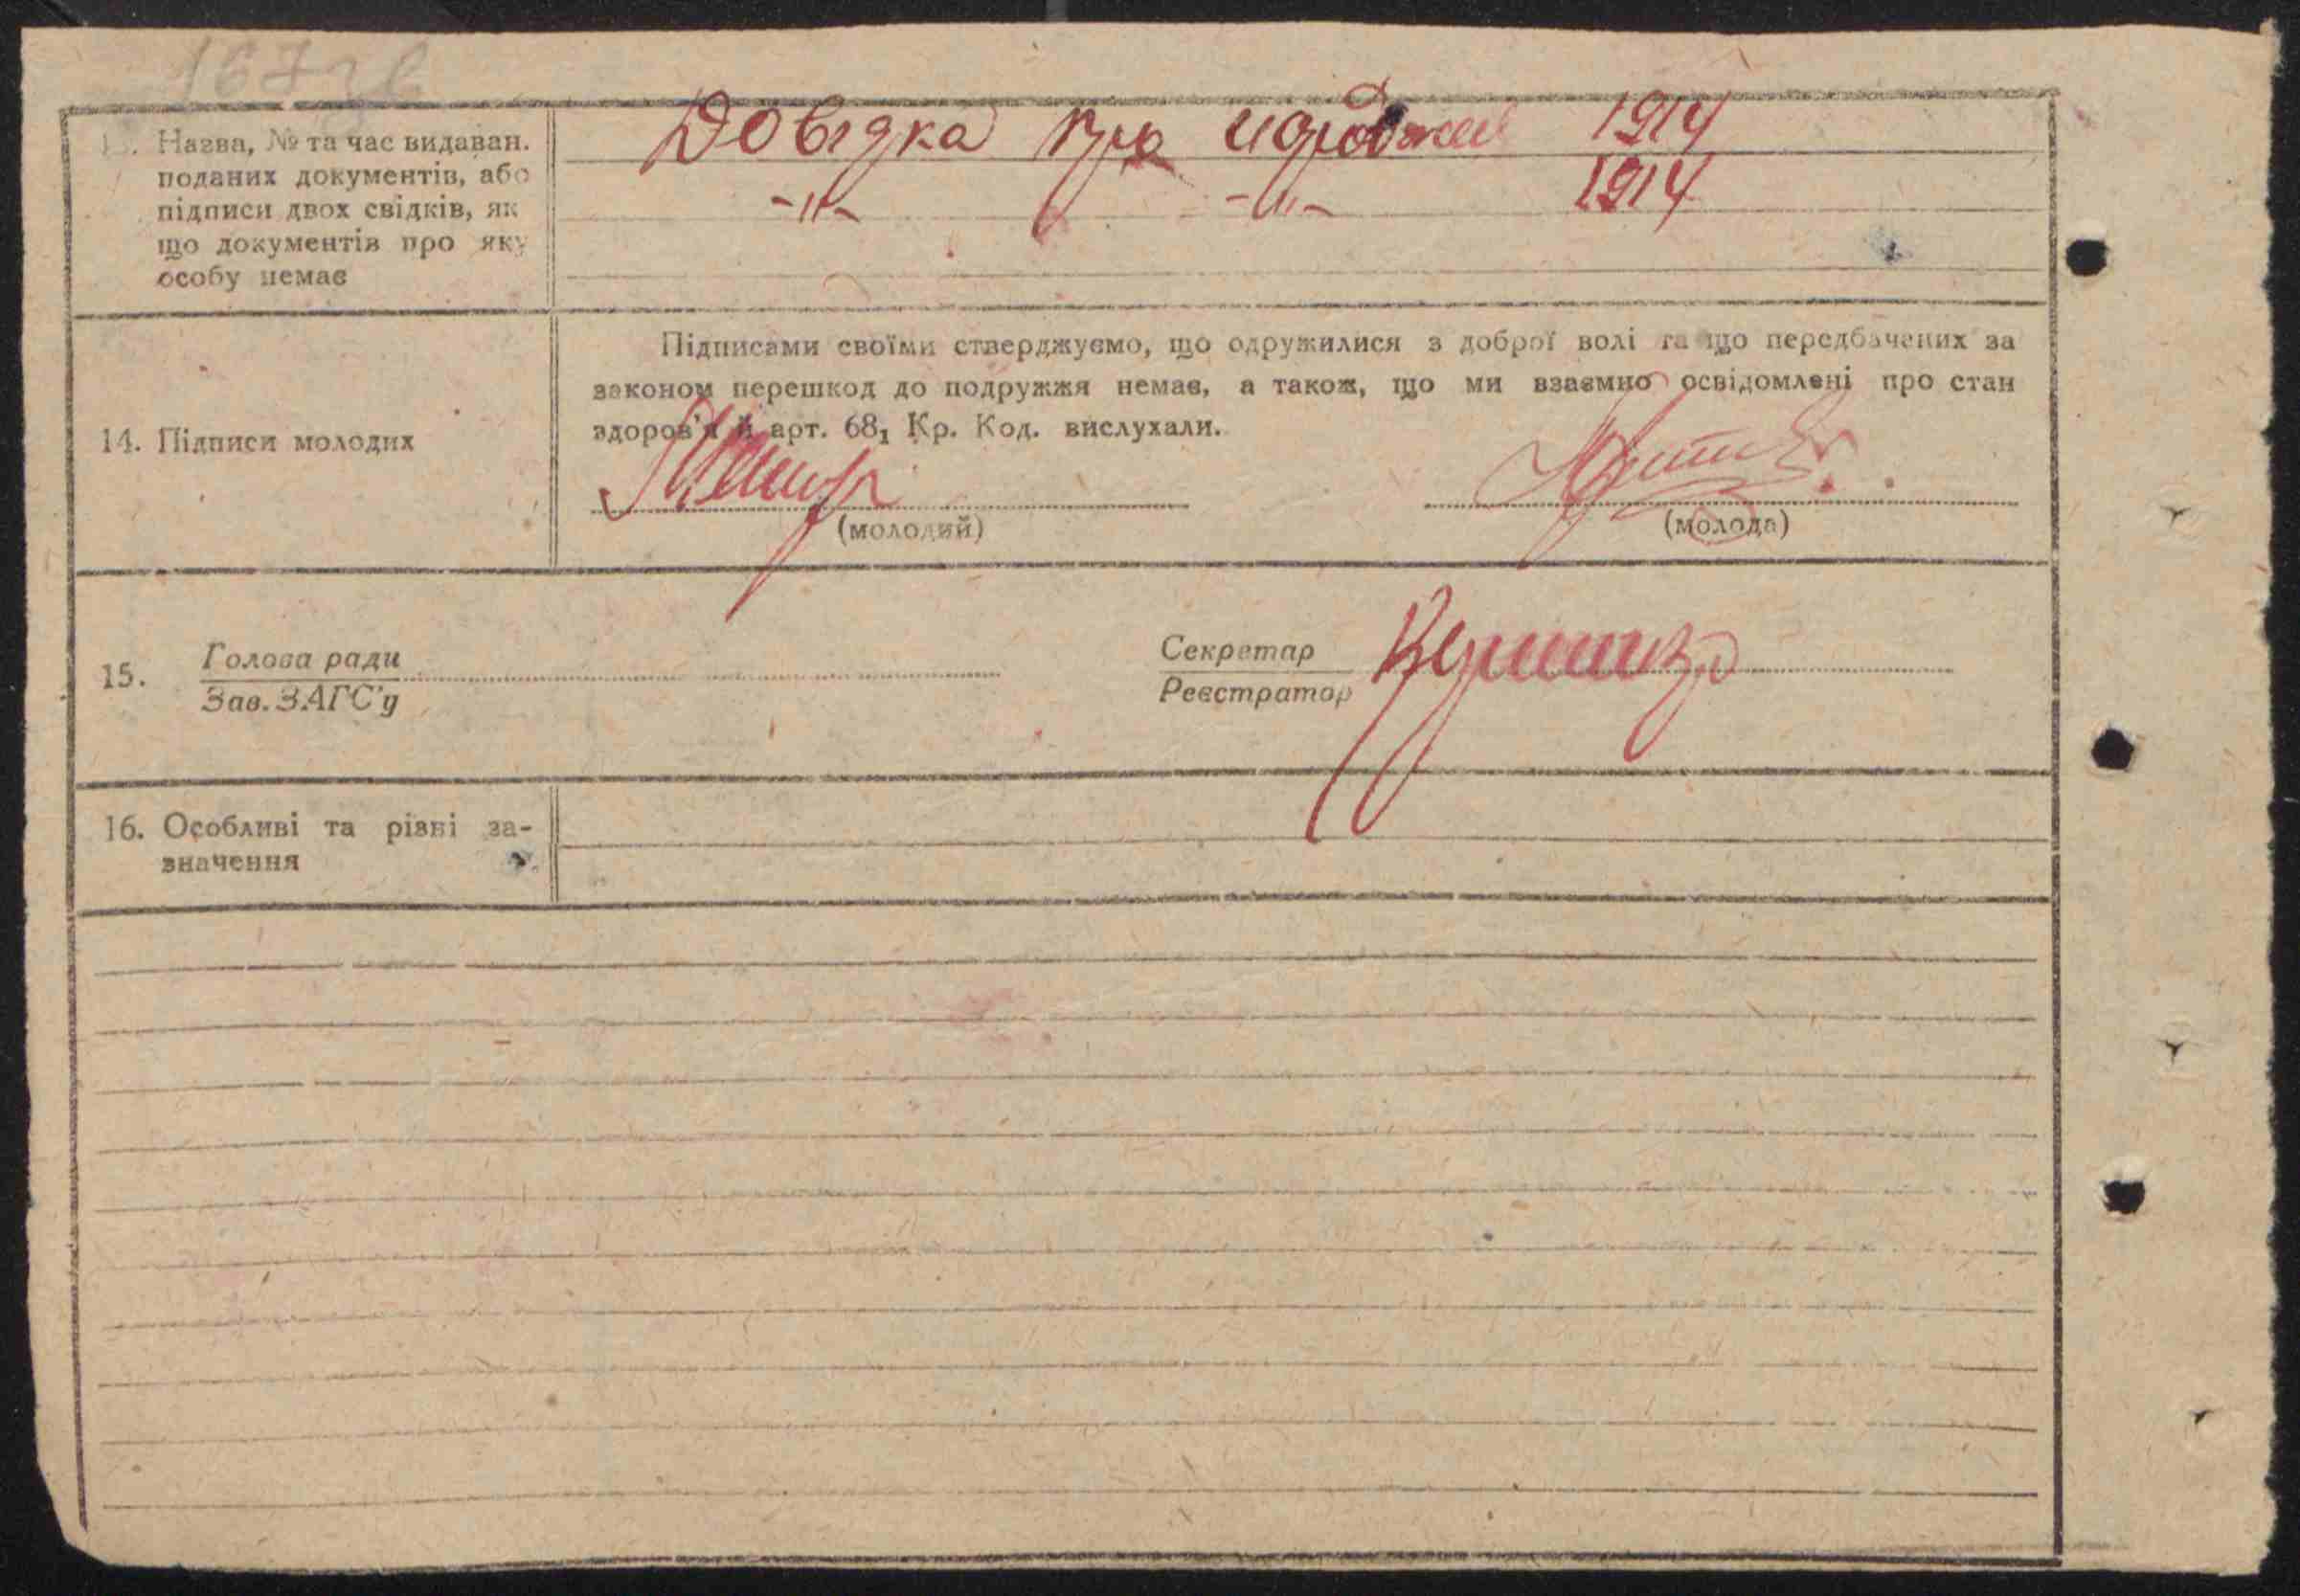 Назва, № та час видаван.
поданих документів, або
підписи двох свідків, як
що документів про яку
особу немає
Довідка про народжен 1914
-"- -"- 1914
14. Підписи молодих
Підписами своїми стверджуємо, що одружилися з доброї волі та що передбачених за
законом перешкод до подружжя немає, а також, що ми взаємно освідомлені про стан
здоров'я й арт. 68₁ Кр. Код. вислухали.
(молодий) (молода)
15. Голова ради
Зав. ЗАГС'у
Секретар
Реєстратор
16. Особливі та різні за-
значення